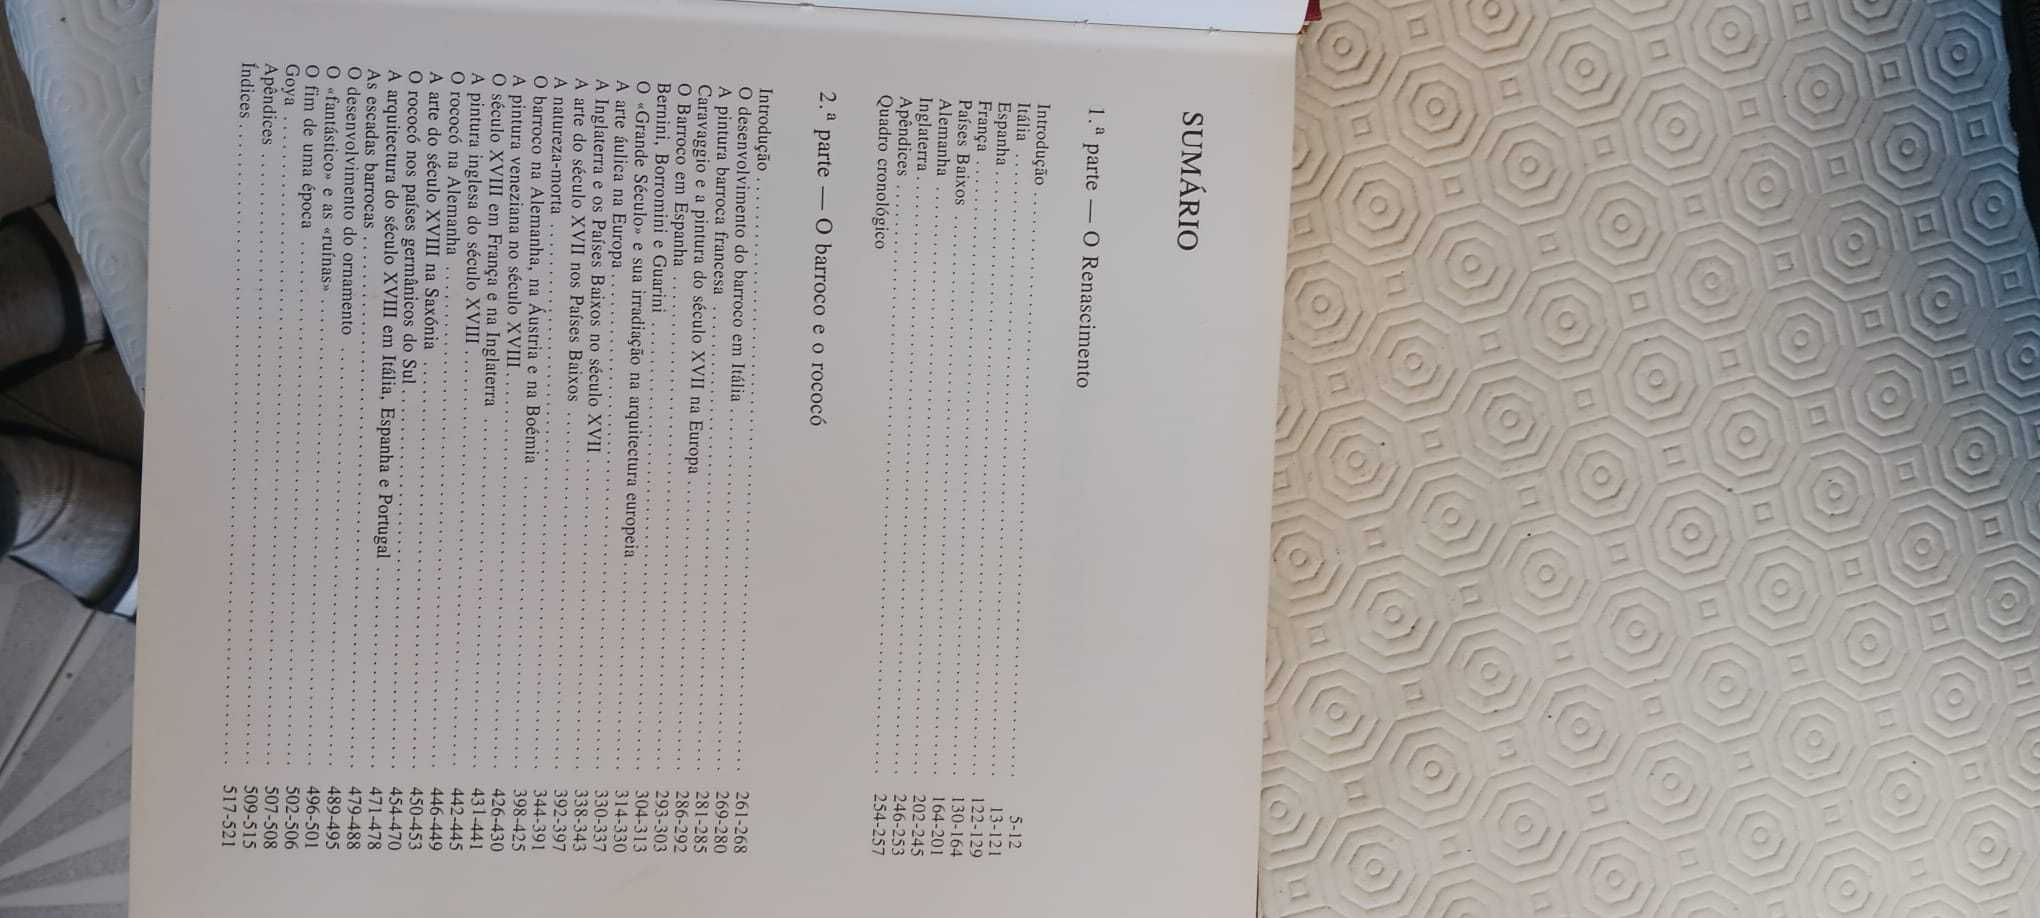 SUMÁRIO
1.ª parte — O Renascimento
Introdução . . . . . . . . . . 5-12
Itália . . . . . . . . . . 13-121
Espanha . . . . . . . . . . 122-129
França . . . . . . . . . . 130-164
Países Baixos . . . . . . . . . . 164-201
Alemanha . . . . . . . . . . 202-245
Inglaterra . . . . . . . . . . 246-253
Apêndices . . . . . . . . . . 254-257
Quadro cronológico
2.ª parte — O barroco e o rococó
Introdução . . . . . . . . . . 261-268
O desenvolvimento do barroco em Itália . . . . . . . . . . 269-280
A pintura barroca francesa . . . . . . . . . . 281-285
Caravaggio e a pintura do século XVII na Europa . . . . . . . . . . 286-292
O Barroco em Espanha . . . . . . . . . . 293-303
Bernini, Borromini e Guarini . . . . . . . . . . 304-313
O «Grande Século» e sua irradiação na arquitectura europeia . . . . . . . . . . 314-330
A arte áulica na Europa . . . . . . . . . . 330-337
A Inglaterra e os Países Baixos no século XVII . . . . . . . . . . 338-343
A arte do século XVII nos Países Baixos . . . . . . . . . . 392-397
A natureza-morta . . . . . . . . . . 344-391
O barroco na Alemanha, na Áustria e na Boémia . . . . . . . . . . 398-425
A pintura veneziana no século XVIII . . . . . . . . . . 426-430
O século XVIII em França e na Inglaterra . . . . . . . . . . 431-441
A pintura inglesa do século XVIII . . . . . . . . . . 442-445
O rococó na Alemanha . . . . . . . . . . 446-449
A arte do século XVIII na Saxónia . . . . . . . . . . 450-453
O rococó nos países germânicos do Sul . . . . . . . . . . 454-470
A arquitectura do século XVIII em Itália, Espanha e Portugal . . . . . . . . . . 471-478
As escadas barrocas . . . . . . . . . . 479-488
O desenvolvimento do ornamento . . . . . . . . . . 489-495
O «fantástico» e as «ruínas» . . . . . . . . . . 496-501
O fim de uma época . . . . . . . . . . 502-506
Goya . . . . . . . . . . 507-508
Apêndices . . . . . . . . . . 509-515
Índices . . . . . . . . . . 517-521